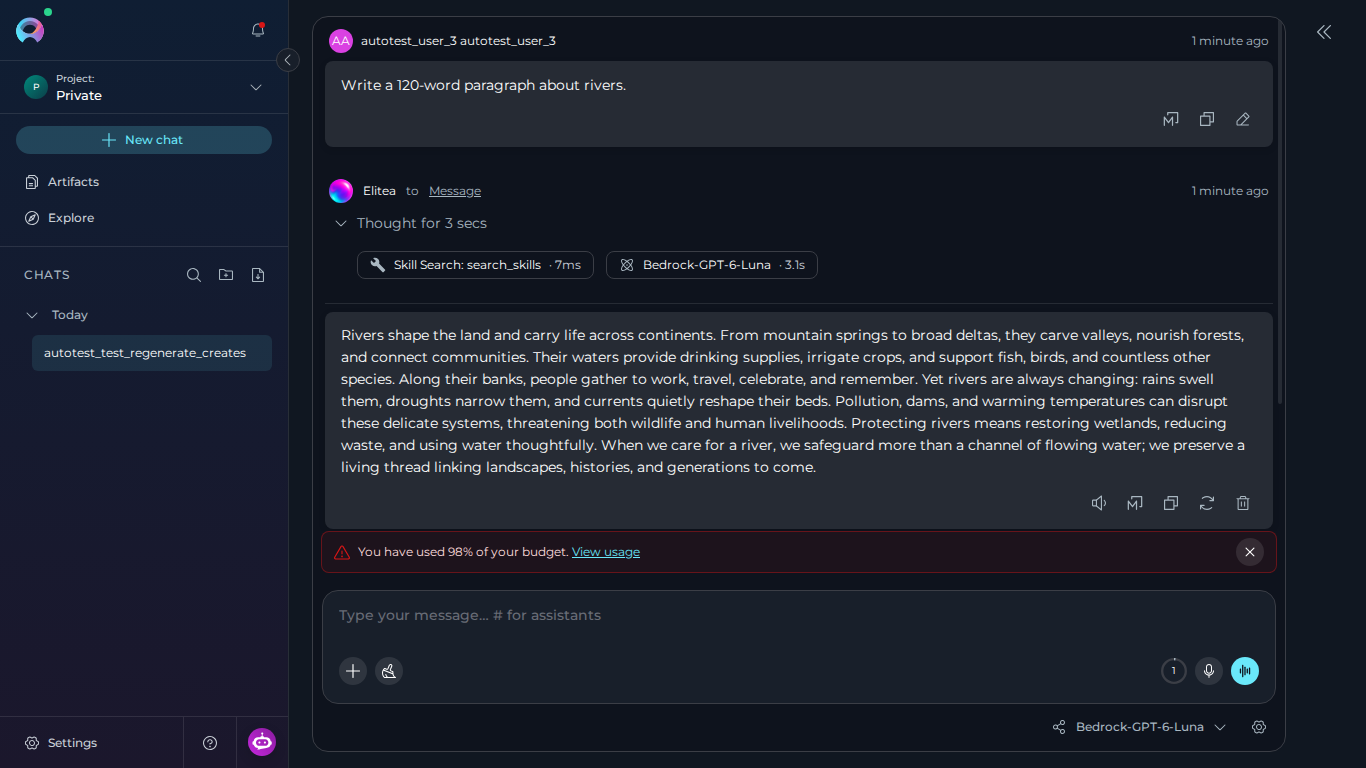 Project:
P
Private
New chat
Artifacts
Explore
CHATS
Today
autotest_test_regenerate_creates
Settings
AA
autotest_user_3 autotest_user_3
1 minute ago
Write a 120-word paragraph about rivers.
Elitea to Message
1 minute ago
Thought for 3 secs
Skill Search: search_skills · 7ms
Bedrock-GPT-6-Luna · 3.1s
Rivers shape the land and carry life across continents. From mountain springs to broad deltas, they carve valleys, nourish forests,
and connect communities. Their waters provide drinking supplies, irrigate crops, and support fish, birds, and countless other
species. Along their banks, people gather to work, travel, celebrate, and remember. Yet rivers are always changing: rains swell
them, droughts narrow them, and currents quietly reshape their beds. Pollution, dams, and warming temperatures can disrupt
these delicate systems, threatening both wildlife and human livelihoods. Protecting rivers means restoring wetlands, reducing
waste, and using water thoughtfully. When we care for a river, we safeguard more than a channel of flowing water; we preserve a
living thread linking landscapes, histories, and generations to come.
You have used 98% of your budget. View usage
Type your message... # for assistants
1
Bedrock-GPT-6-Luna